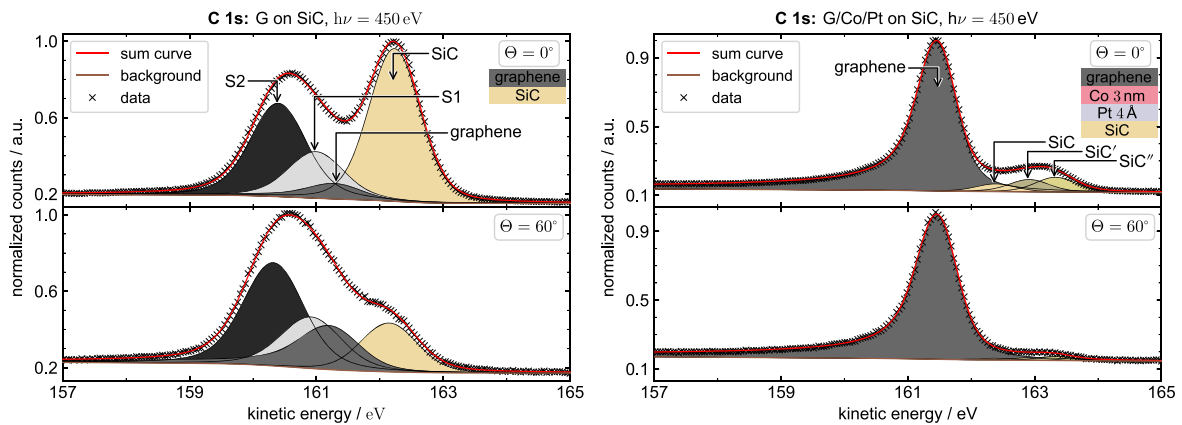 C 1s: G on SiC, hν = 450 eV
normalized counts / a.u.
1.0
0.6
0.2
sum curve
background
data
S2
SiC
S1
graphene
Θ = 0°
graphene
SiC
normalized counts / a.u.
1.0
0.6
0.2
Θ = 60°
157 159 161 163 165
kinetic energy / eV
C 1s: G/Co/Pt on SiC, hν = 450 eV
normalized counts / a.u.
0.9
0.5
0.1
sum curve
background
data
graphene
SiC
SiC′
SiC″
Θ = 0°
graphene
Co 3 nm
Pt 4 Å
SiC
normalized counts / a.u.
0.9
0.5
0.1
Θ = 60°
157 159 161 163 165
kinetic energy / eV